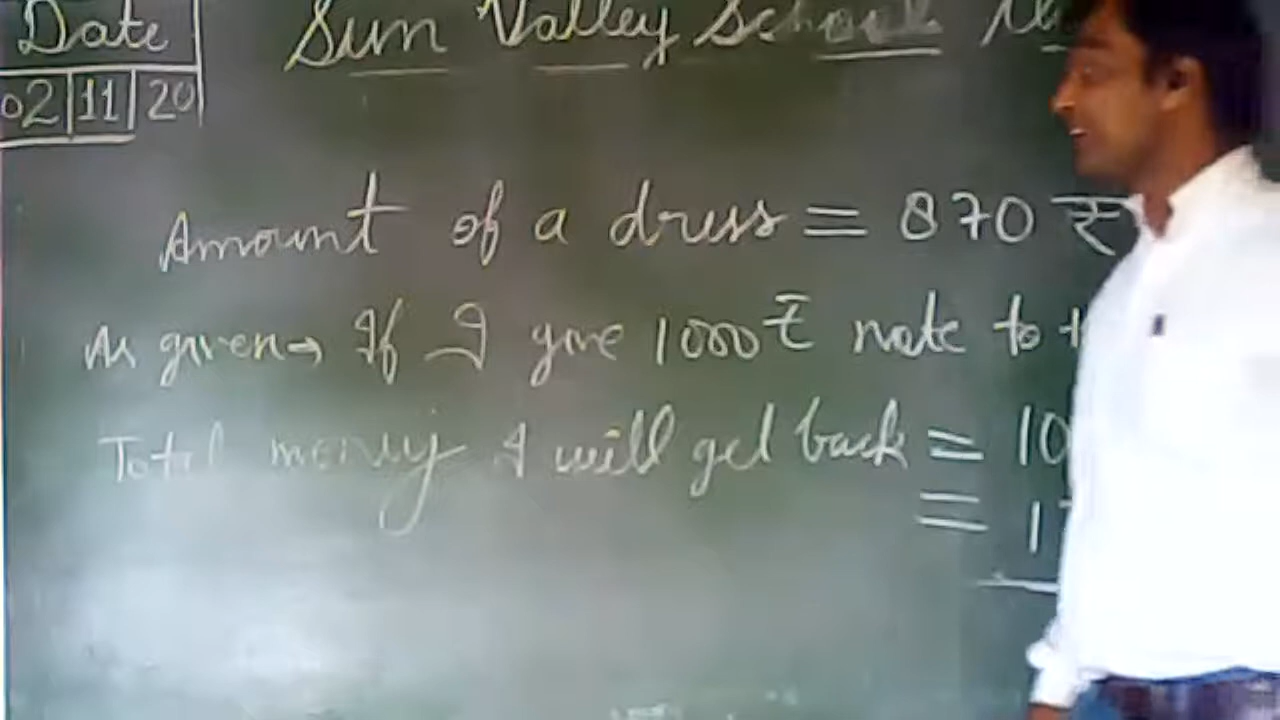 Date
02 11 20
Sun Valley School
Amount of a dress = 870 ₹
As given → If I give 1000 ₹ note to
Total money I will get back = 10
= 1